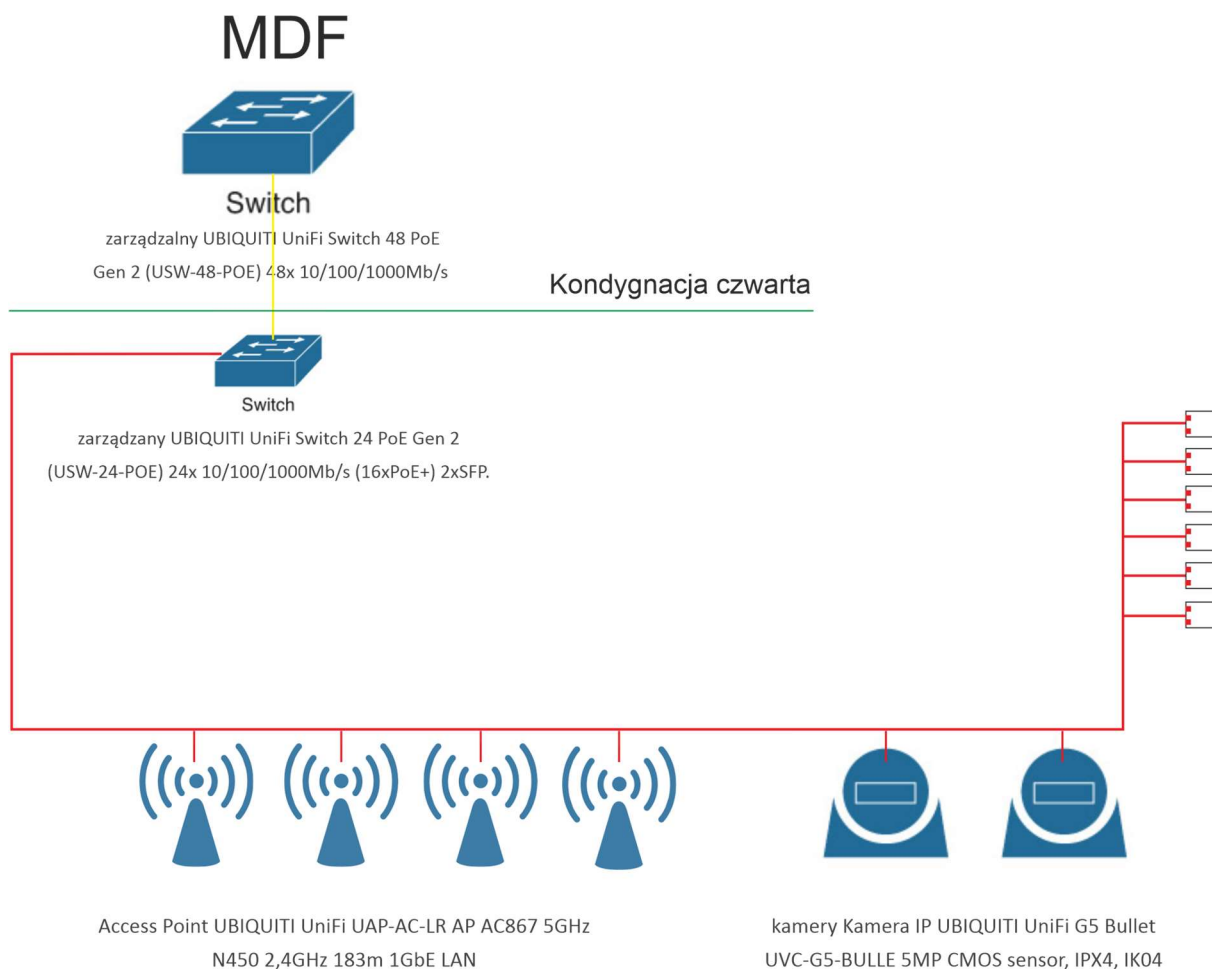 MDF
Switch
zarządzalny UBIQUITI UniFi Switch 48 PoE
Gen 2 (USW-48-POE) 48x 10/100/1000Mb/s
Kondygnacja czwarta
Switch
zarządzany UBIQUITI UniFi Switch 24 PoE Gen 2
(USW-24-POE) 24x 10/100/1000Mb/s (16xPoE+) 2xSFP.
Access Point UBIQUITI UniFi UAP-AC-LR AP AC867 5GHz
N450 2,4GHz 183m 1GbE LAN
kamery Kamera IP UBIQUITI UniFi G5 Bullet
UVC-G5-BULLE 5MP CMOS sensor, IPX4, IK04